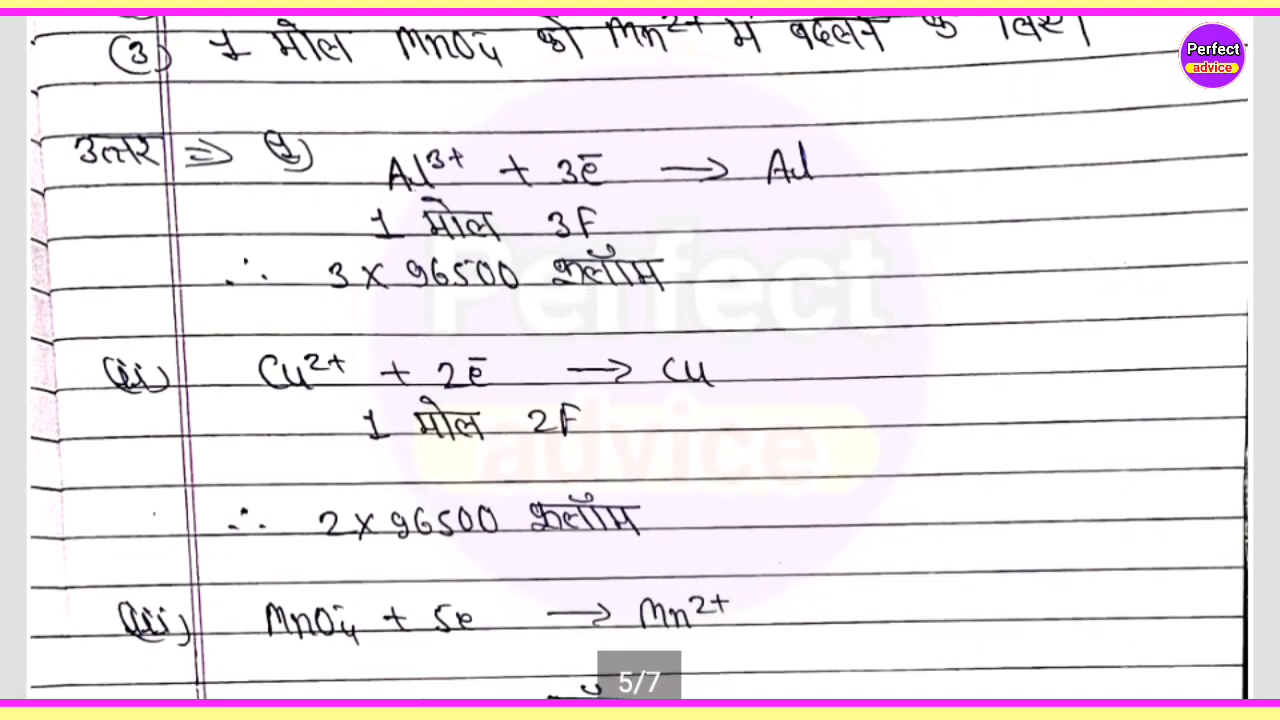 (3) 1 मोल MnO₄⁻ को Mn²⁺ में बदलने के लिए।
Perfect
advice
उत्तर ⇒ (i) Al³⁺ + 3e⁻ ⟶ Al
1 मोल 3F
∴ 3 × 96500 कूलॉम
(ii) Cu²⁺ + 2e⁻ ⟶ Cu
1 मोल 2F
∴ 2 × 96500 कूलॉम
(iii) MnO₄⁻ + 5e ⟶ Mn²⁺
5/7